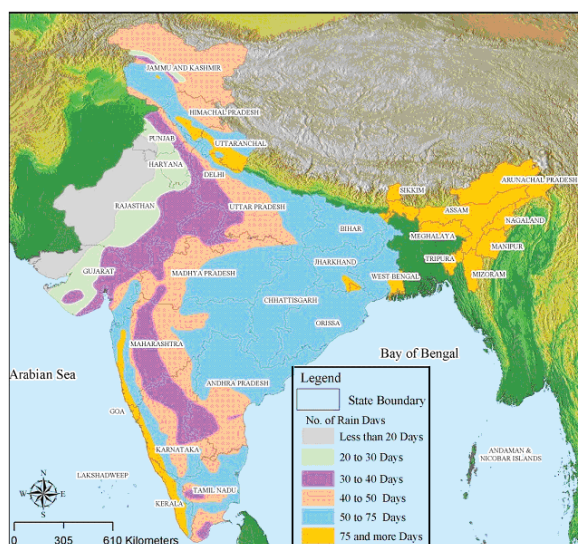 JAMMU AND KASHMIR
HIMACHAL PRADESH
PUNJAB
UTTARANCHAL
HARYANA
DELHI
ARUNACHAL PRADESH
SIKKIM
RAJASTHAN
UTTAR PRADESH
ASSAM
NAGALAND
BIHAR
MEGHALAYA
MANIPUR
GUJARAT
MADHYA PRADESH
JHARKHAND
TRIPURA
WEST BENGAL
MIZORAM
CHHATTISGARH
ORISSA
MAHARASHTRA
Bay of Bengal
Arabian Sea
ANDHRA PRADESH
GOA
KARNATAKA
LAKSHADWEEP
TAMIL NADU
KERALA
ANDAMAN &
NICOBAR ISLANDS
N
W E
S
0 305 610 Kilometers
Legend
State Boundary
No. of Rain Days
Less than 20 Days
20 to 30 Days
30 to 40 Days
40 to 50 Days
50 to 75 Days
75 and more Days